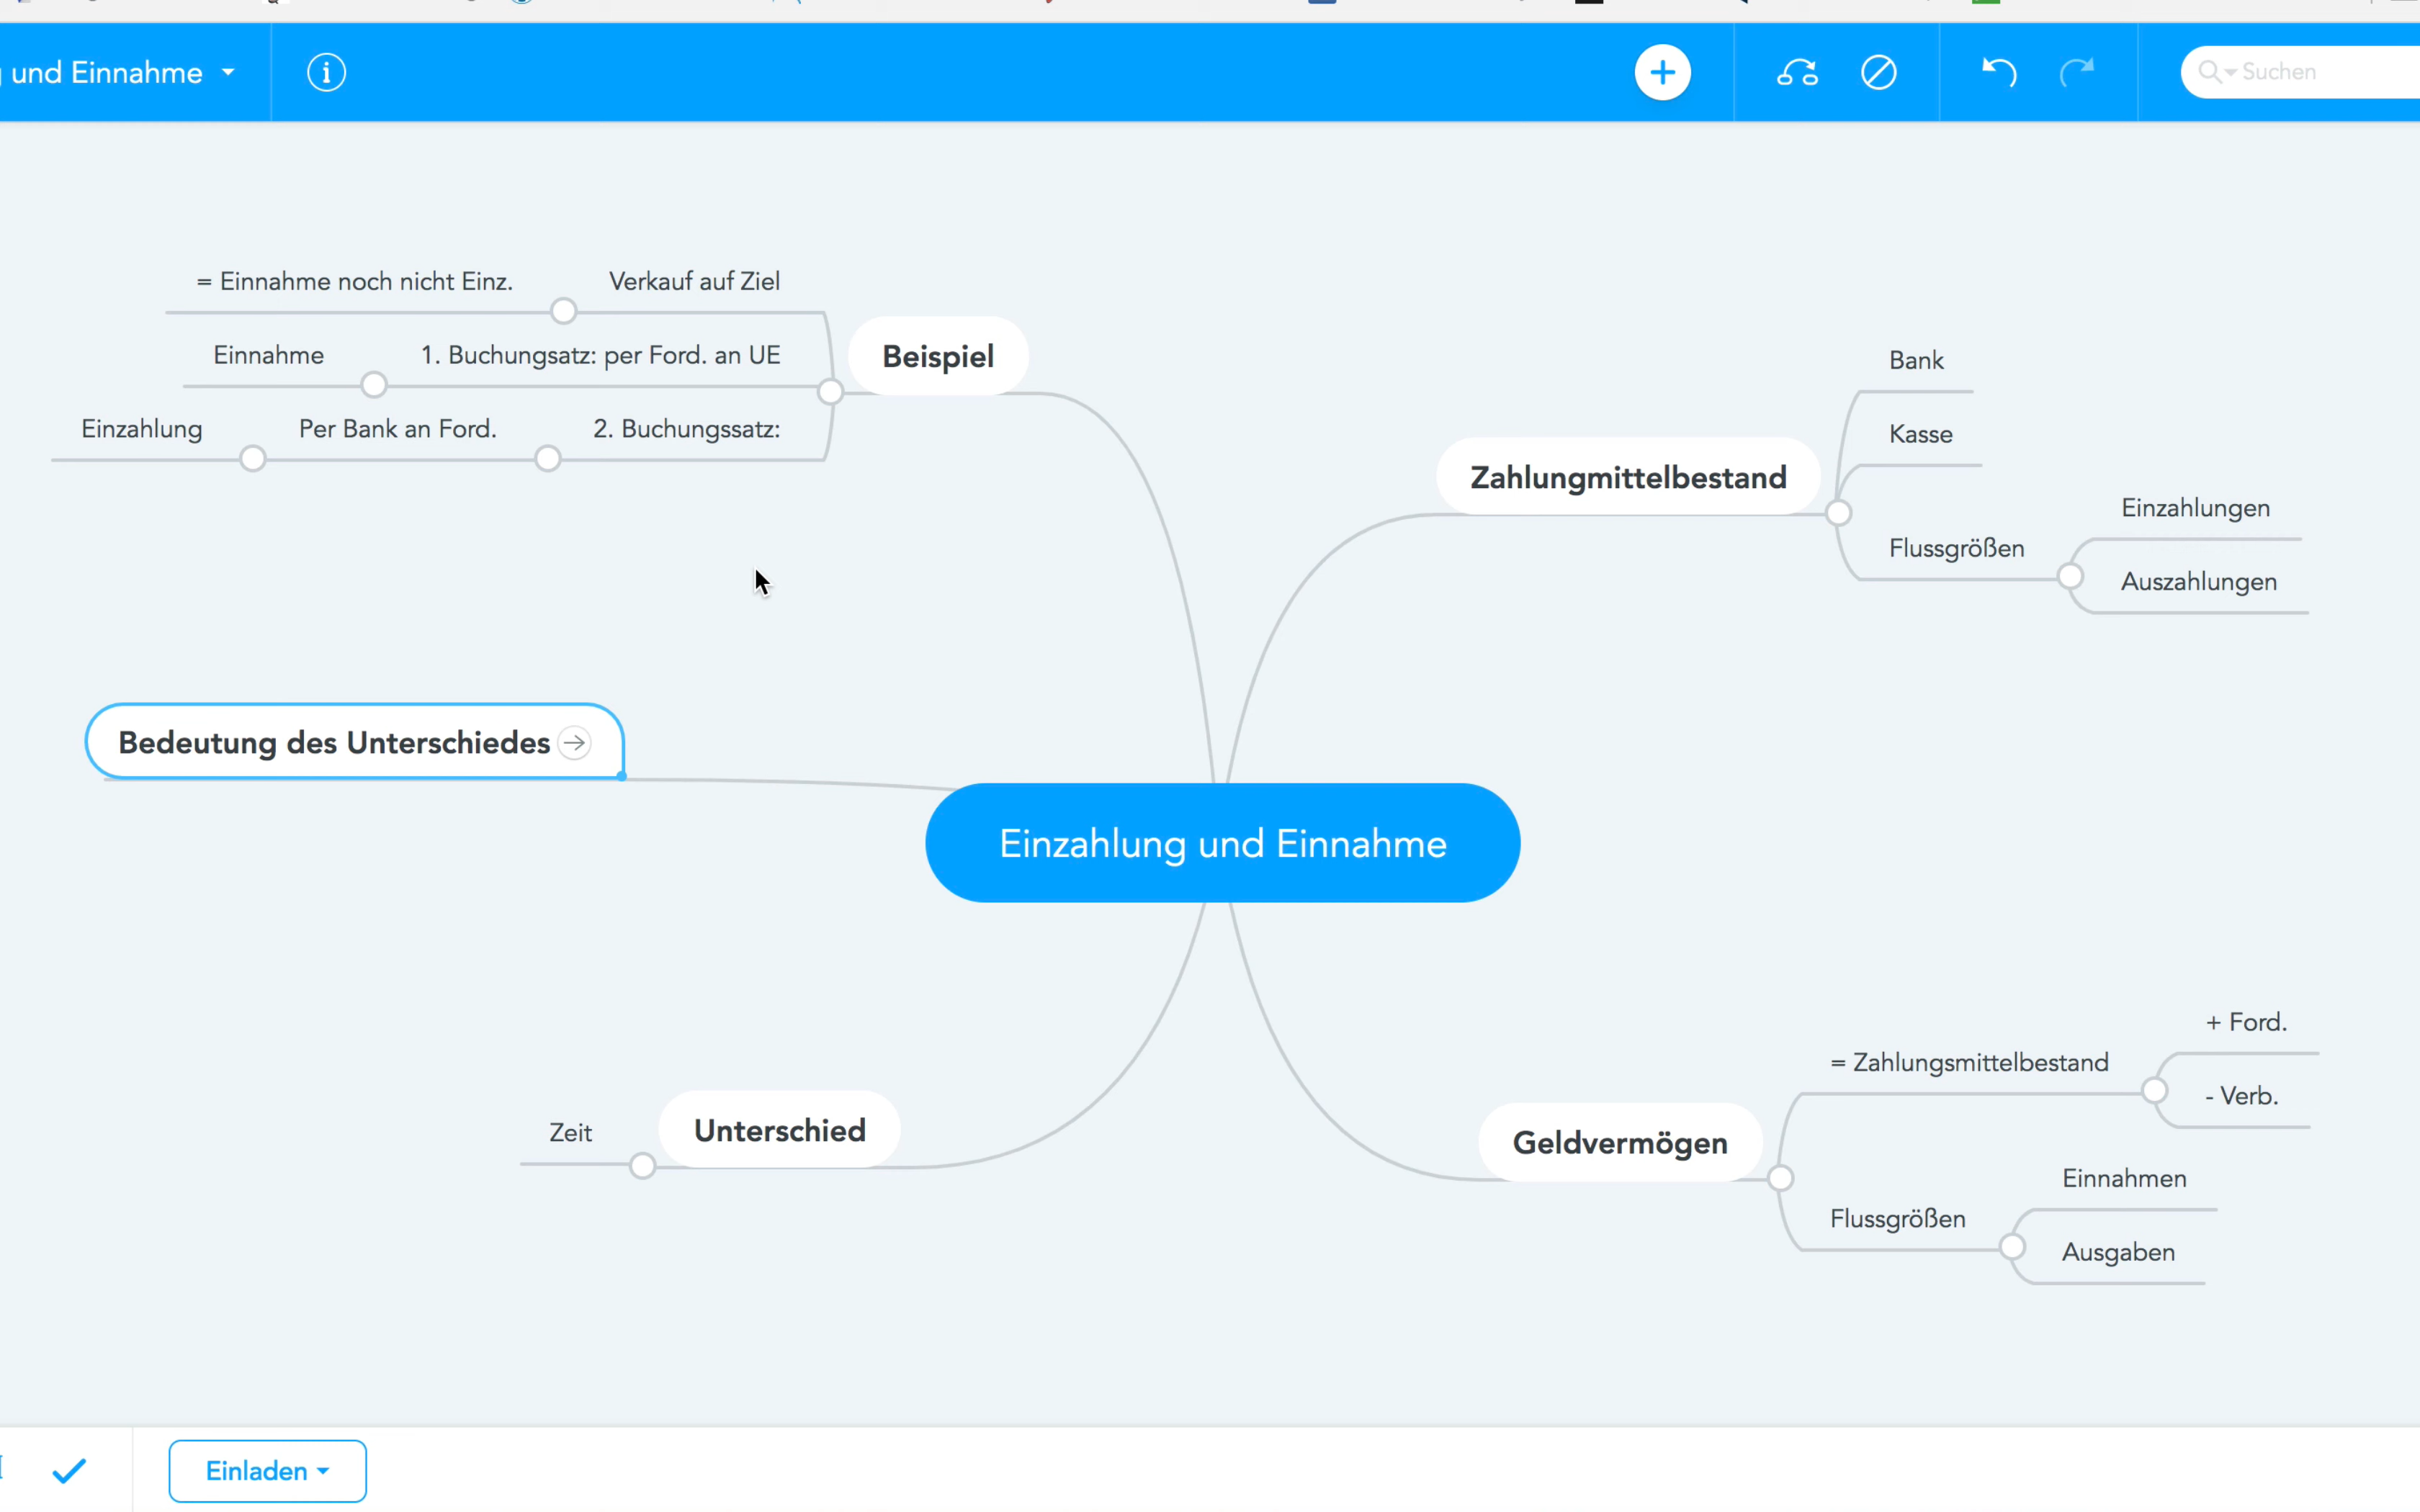 und Einnahme
Suchen
= Einnahme noch nicht Einz.
Verkauf auf Ziel
Einnahme
1. Buchungsatz: per Ford. an UE
Einzahlung
Per Bank an Ford.
2. Buchungssatz:
Beispiel
Bedeutung des Unterschiedes
Zeit
Unterschied
Einzahlung und Einnahme
Zahlungmittelbestand
Bank
Kasse
Flussgrößen
Einzahlungen
Auszahlungen
Geldvermögen
= Zahlungsmittelbestand
+ Ford.
- Verb.
Flussgrößen
Einnahmen
Ausgaben
Einladen